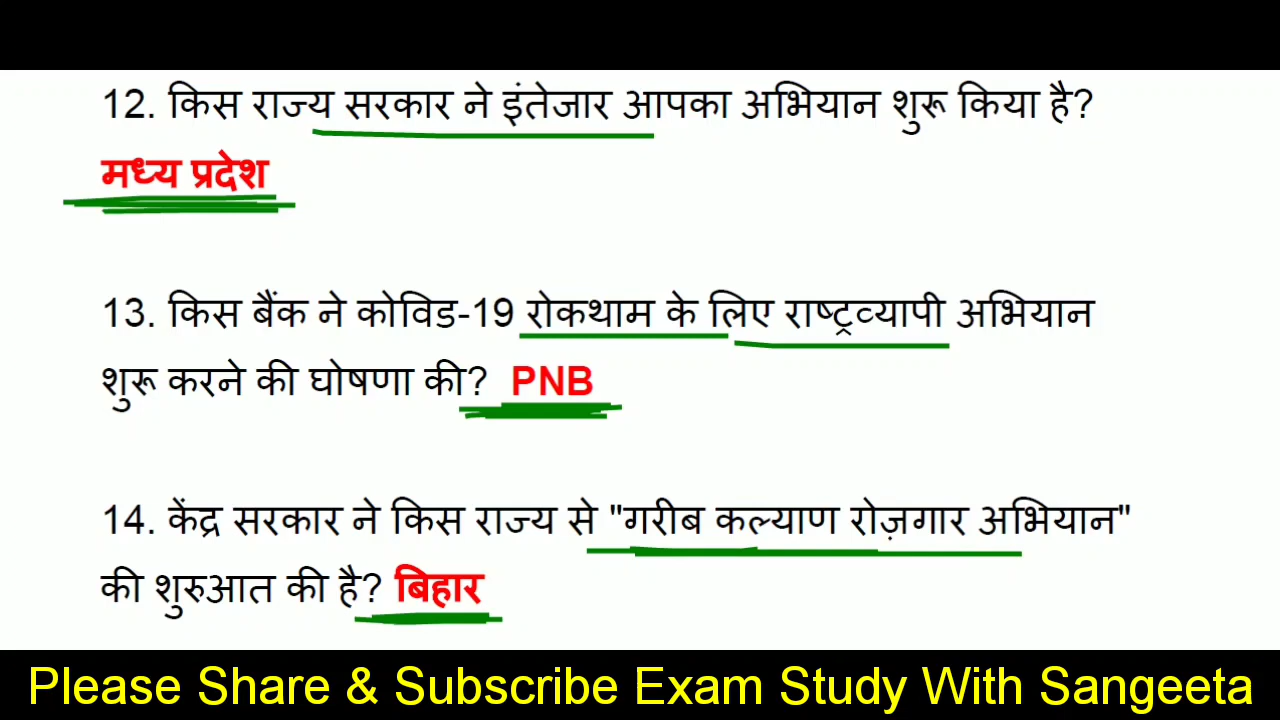 12. किस राज्य सरकार ने इंतेजार आपका अभियान शुरू किया है?
मध्य प्रदेश
13. किस बैंक ने कोविड-19 रोकथाम के लिए राष्ट्रव्यापी अभियान
शुरू करने की घोषणा की? PNB
14. केंद्र सरकार ने किस राज्य से "गरीब कल्याण रोज़गार अभियान"
की शुरुआत की है? बिहार
Please Share & Subscribe Exam Study With Sangeeta